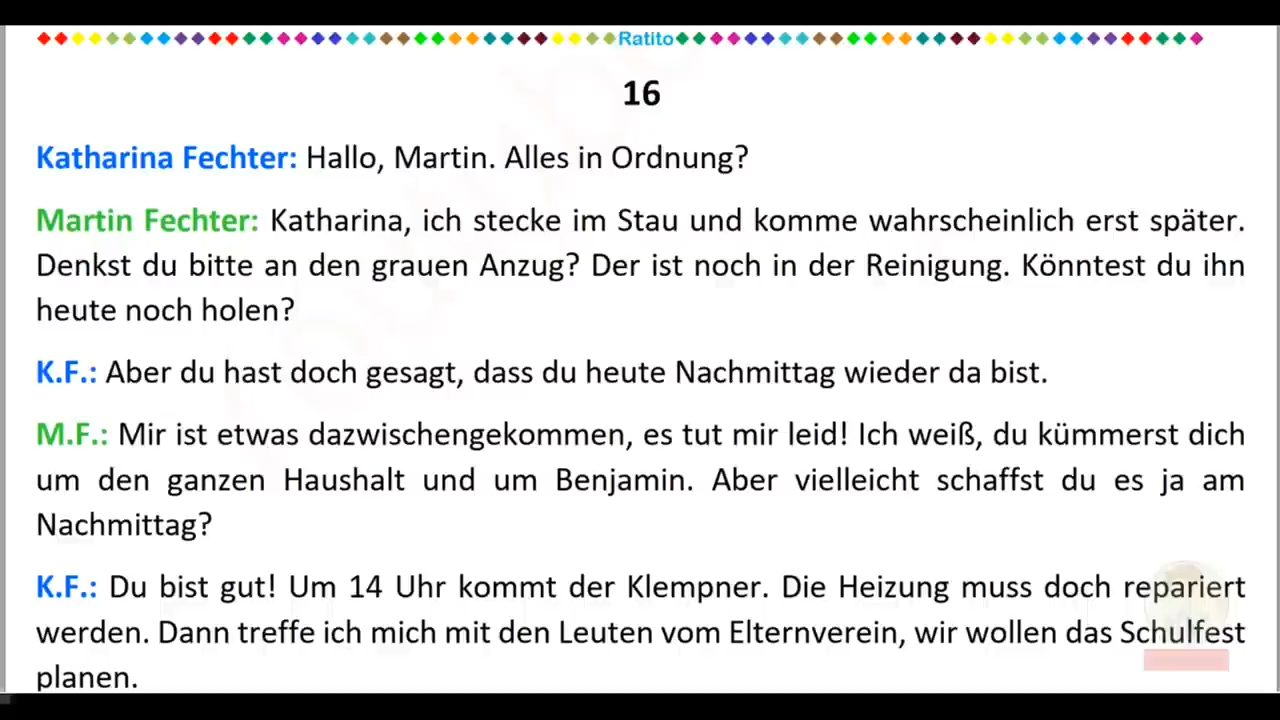 Ratito
16
Katharina Fechter: Hallo, Martin. Alles in Ordnung?
Martin Fechter: Katharina, ich stecke im Stau und komme wahrscheinlich erst später.
Denkst du bitte an den grauen Anzug? Der ist noch in der Reinigung. Könntest du ihn
heute noch holen?
K.F.: Aber du hast doch gesagt, dass du heute Nachmittag wieder da bist.
M.F.: Mir ist etwas dazwischengekommen, es tut mir leid! Ich weiß, du kümmerst dich
um den ganzen Haushalt und um Benjamin. Aber vielleicht schaffst du es ja am
Nachmittag?
K.F.: Du bist gut! Um 14 Uhr kommt der Klempner. Die Heizung muss doch repariert
werden. Dann treffe ich mich mit den Leuten vom Elternverein, wir wollen das Schulfest
planen.